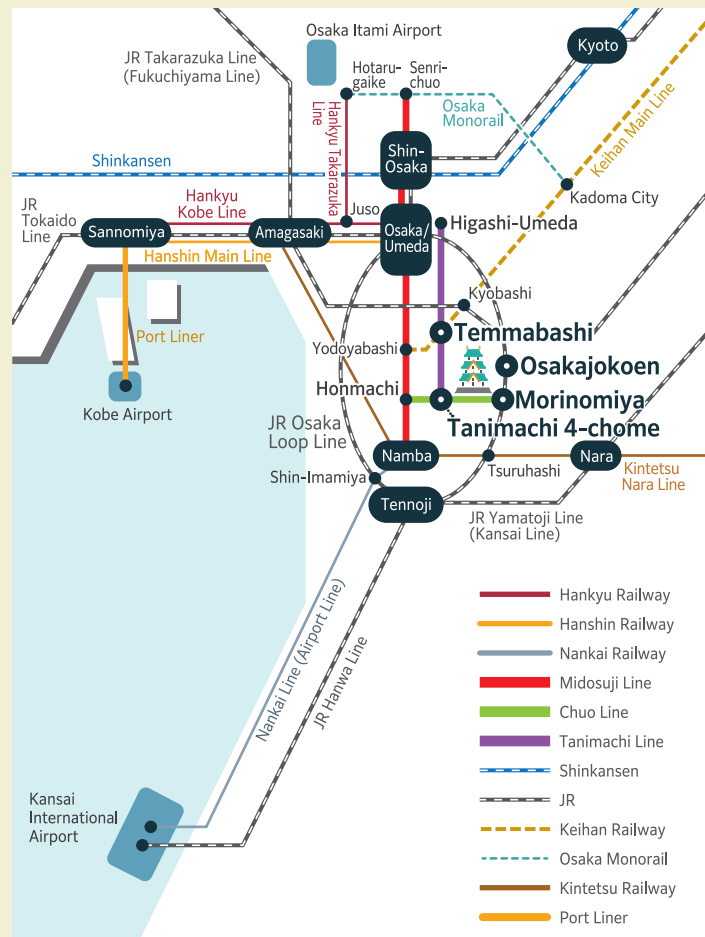 Osaka Itami Airport
Kyoto
JR Takarazuka Line
(Fukuchiyama Line)
Hotaru-
gaike
Senri-
chuo
Osaka
Monorail
Keihan Main Line
Hankyu Takarazuka
Line
Shinkansen
Shin-
Osaka
Kadoma City
Hankyu
Kobe Line
Juso
JR
Tokaido
Line
Sannomiya
Amagasaki
Osaka/
Umeda
Higashi-Umeda
Hanshin Main Line
Kyobashi
Port Liner
Temmabashi
Yodoyabashi
Osakajokoen
Kobe Airport
Honmachi
Morinomiya
Tanimachi 4-chome
JR Osaka
Loop Line
Namba
Nara
Shin-Imamiya
Tsuruhashi
Kintetsu
Nara Line
Tennoji
JR Yamatoji Line
(Kansai Line)
Nankai Line (Airport Line)
JR Hanwa Line
Kansai
International
Airport
Hankyu Railway
Hanshin Railway
Nankai Railway
Midosuji Line
Chuo Line
Tanimachi Line
Shinkansen
JR
Keihan Railway
Osaka Monorail
Kintetsu Railway
Port Liner